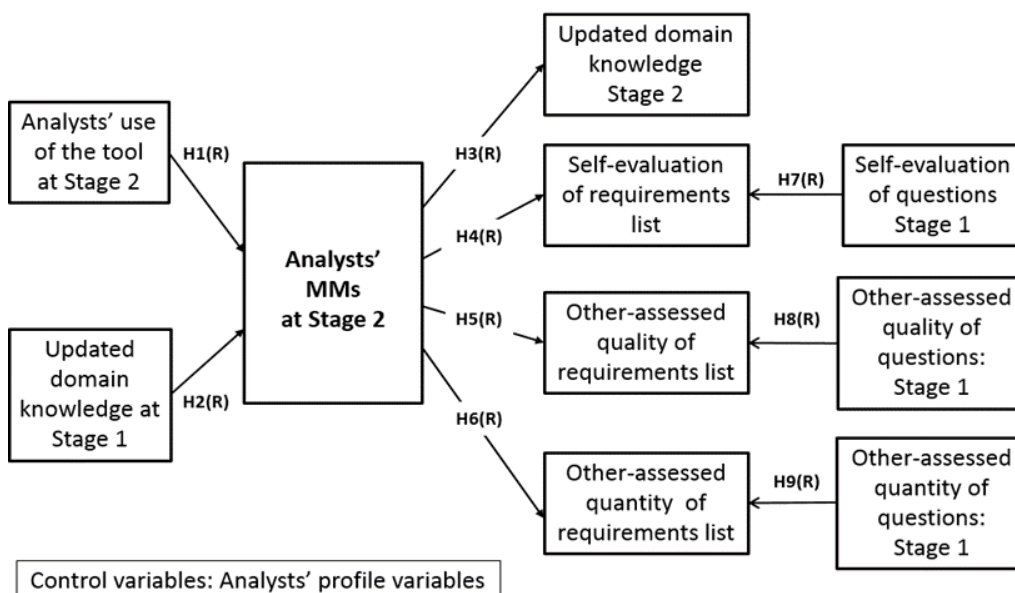 Analysts' use
of the tool
at Stage 2
H1(R)
Updated
domain
knowledge at
Stage 1
H2(R)
Analysts'
MMs
at Stage 2
H3(R)
H4(R)
H5(R)
H6(R)
Updated domain
knowledge
Stage 2
Self-evaluation
of requirements
list
H7(R)
Self-evaluation
of questions
Stage 1
Other-assessed
quality of
requirements list
H8(R)
Other-assessed
quality of
questions:
Stage 1
Other-assessed
quantity of
requirements list
H9(R)
Other-assessed
quantity of
questions:
Stage 1
Control variables: Analysts' profile variables